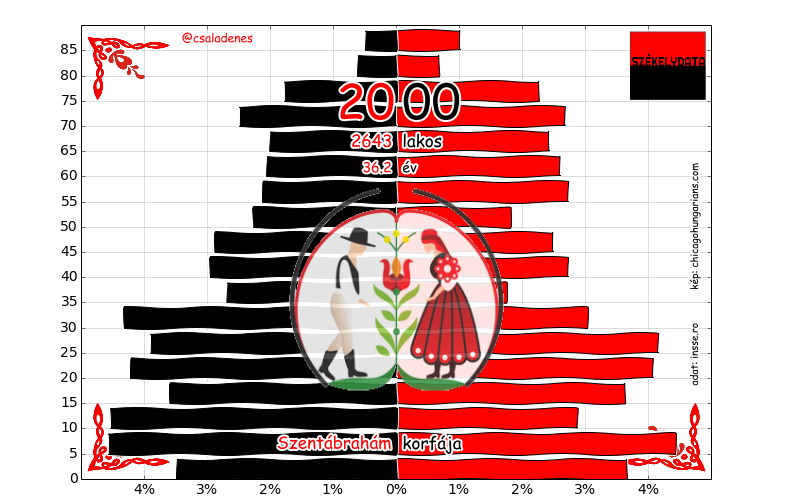 @csaladenes
SZÉKELYDATA
2000
2643 lakos
36,2 év
kép: chicagohungarians.com
adat: insse.ro
Szentábrahám korfája
85
80
75
70
65
60
55
50
45
40
35
30
25
20
15
10
5
0
4% 3% 2% 1% 0% 1% 2% 3% 4%